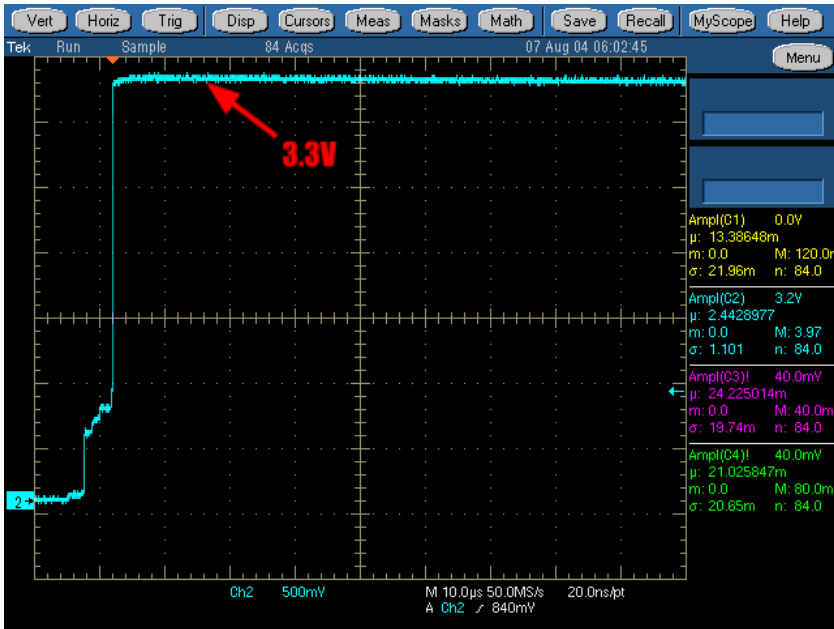 Vert Horiz Trig Disp Cursors Meas Masks Math Save Recall MyScope Help
Tek Run Sample 84 Acqs 07 Aug 04 06:02:45
Menu
3.3V
Ampl(C1) 0.0V
µ: 13.38648m
m: 0.0 M: 120.0m
σ: 21.96m n: 84.0
Ampl(C2) 3.2V
µ: 2.4428977
m: 0.0 M: 3.97
σ: 1.101 n: 84.0
Ampl(C3)! 40.0mV
µ: 24.225014m
m: 0.0 M: 40.0m
σ: 19.74m n: 84.0
Ampl(C4)! 40.0mV
µ: 21.025847m
m: 0.0 M: 80.0m
σ: 20.65m n: 84.0
2
Ch2 500mV M 10.0µs 50.0MS/s 20.0ns/pt
A Ch2 ⁄ 840mV